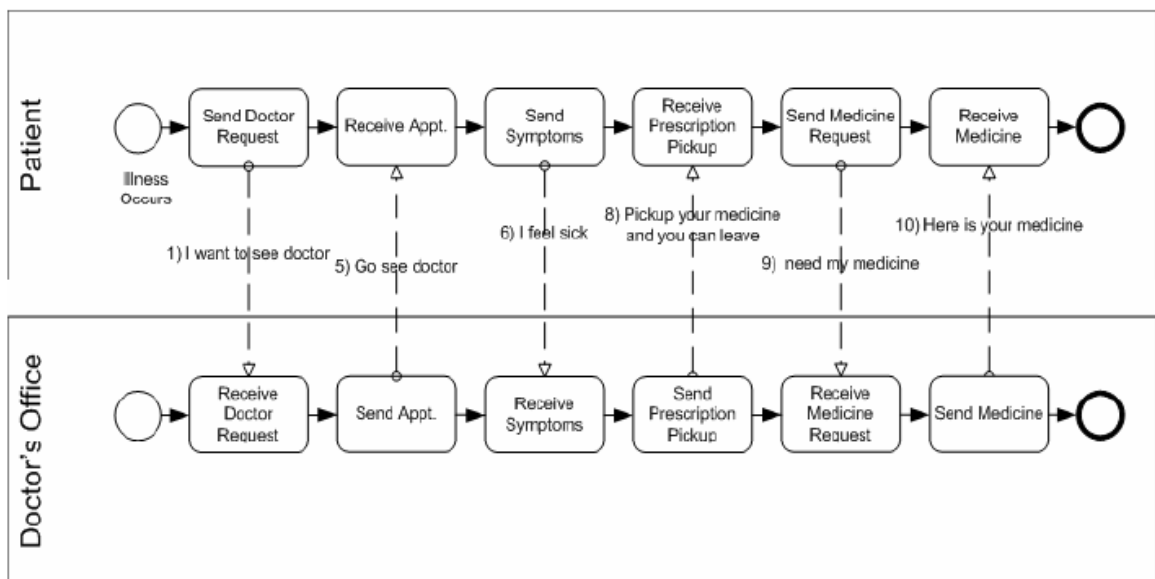 Patient
Send Doctor
Request
Receive Appt.
Send
Symptoms
Receive
Prescription
Pickup
Send Medicine
Request
Receive
Medicine
Illness
Occurs
1) I want to see doctor
5) Go see doctor
6) I feel sick
8) Pickup your medicine
and you can leave
9) need my medicine
10) Here is your medicine
Doctor's Office
Receive
Doctor
Request
Send Appt.
Receive
Symptoms
Send
Prescription
Pickup
Receive
Medicine
Request
Send Medicine